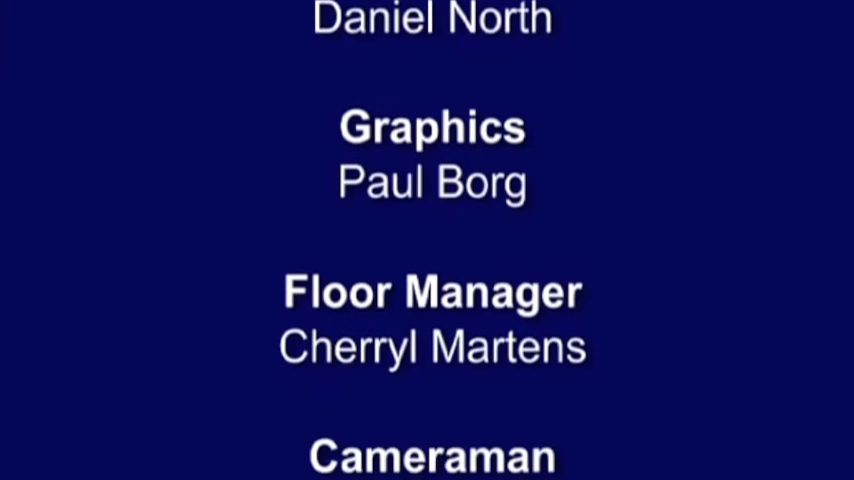 Daniel North
Graphics
Paul Borg
Floor Manager
Cherryl Martens
Cameraman